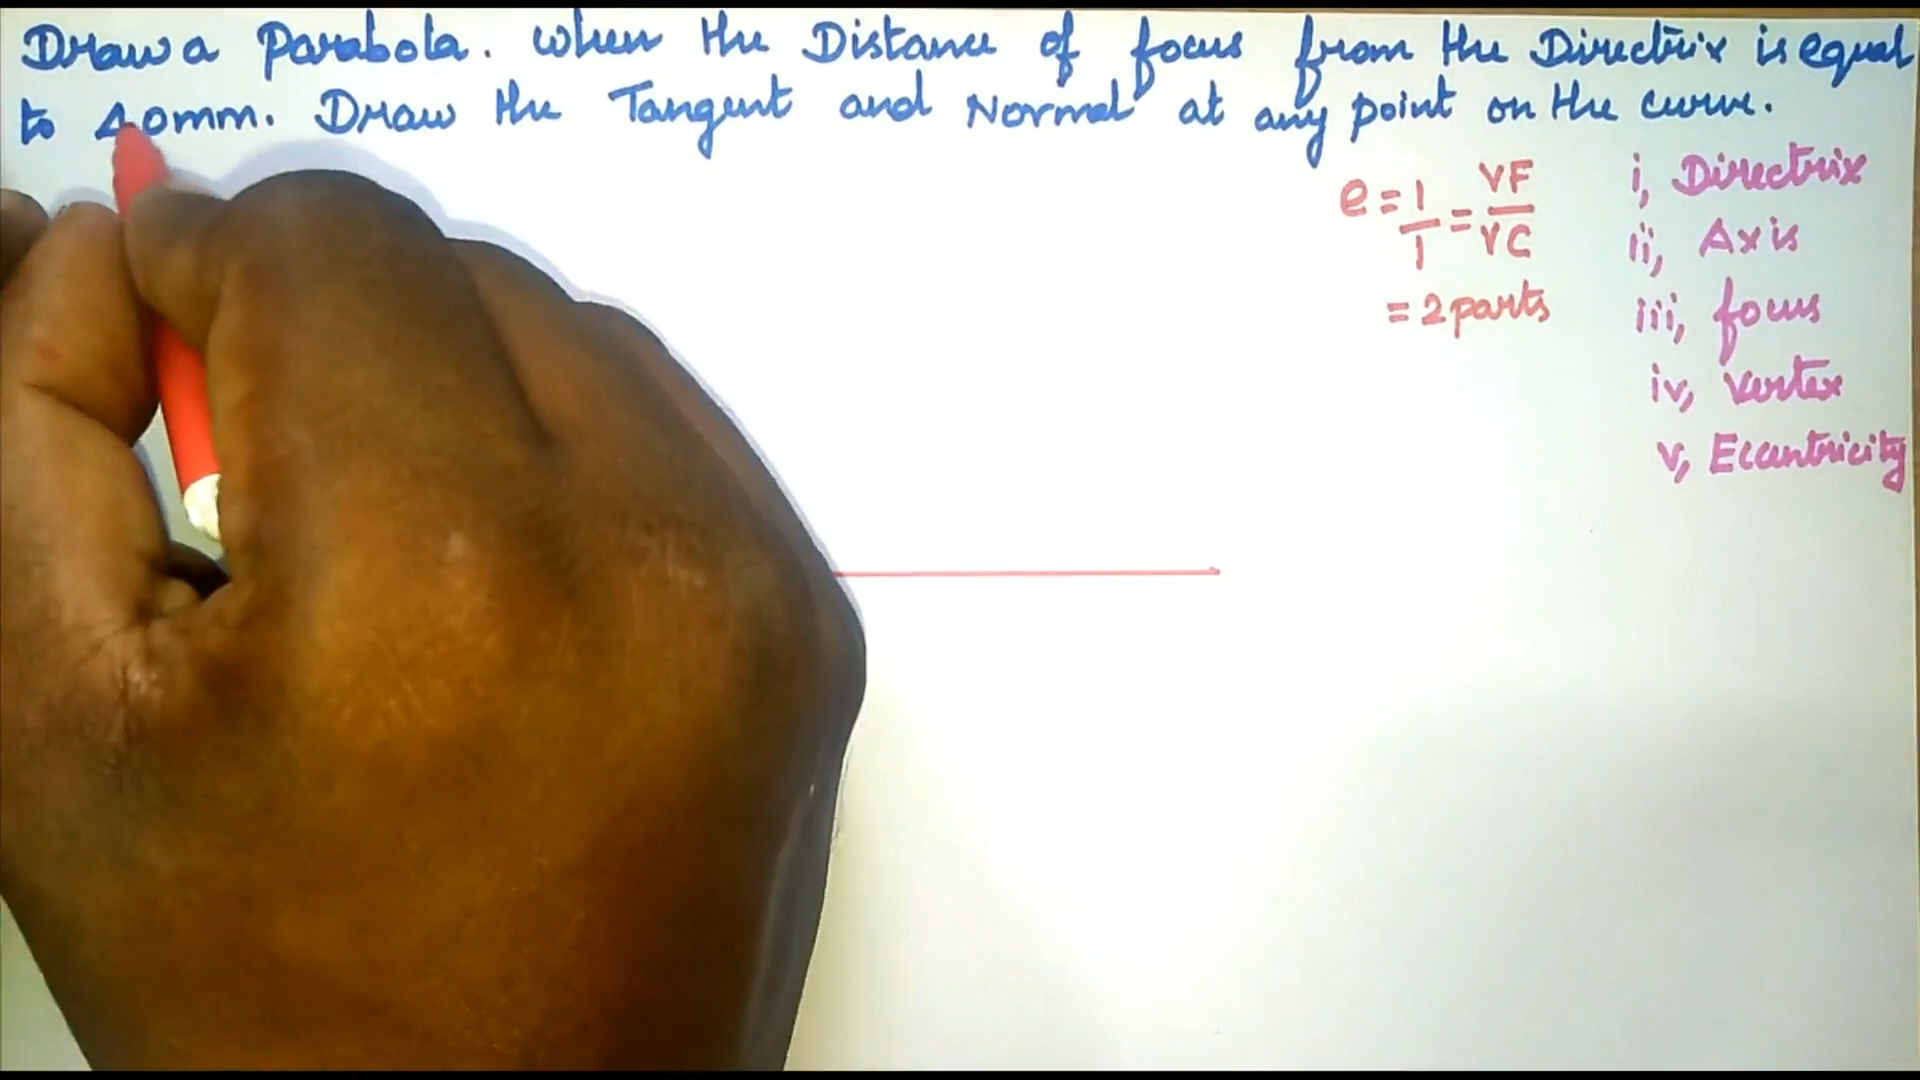 Draw a Parabola. When the Distance of focus from the Directrix is equal
to 40mm. Draw the Tangent and Normal at any point on the curve.
e = 1/1 = VF/VC
= 2 parts
i, Directrix
ii, Axis
iii, focus
iv, Vertex
v, Eccentricity